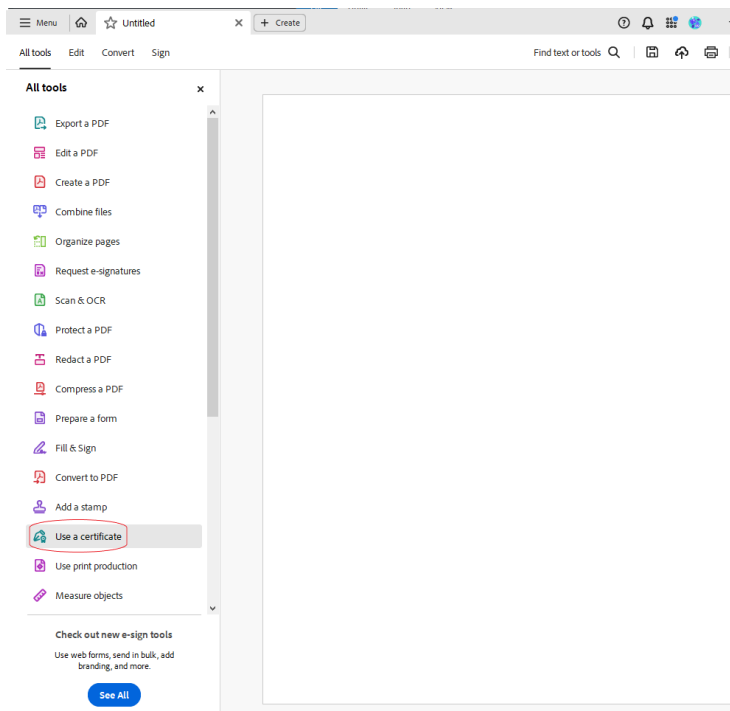 Menu
Untitled
Create
All tools
Edit
Convert
Sign
Find text or tools
All tools
Export a PDF
Edit a PDF
Create a PDF
Combine files
Organize pages
Request e-signatures
Scan & OCR
Protect a PDF
Redact a PDF
Compress a PDF
Prepare a form
Fill & Sign
Convert to PDF
Add a stamp
Use a certificate
Use print production
Measure objects
Check out new e-sign tools
Use web forms, send in bulk, add
branding, and more.
See All